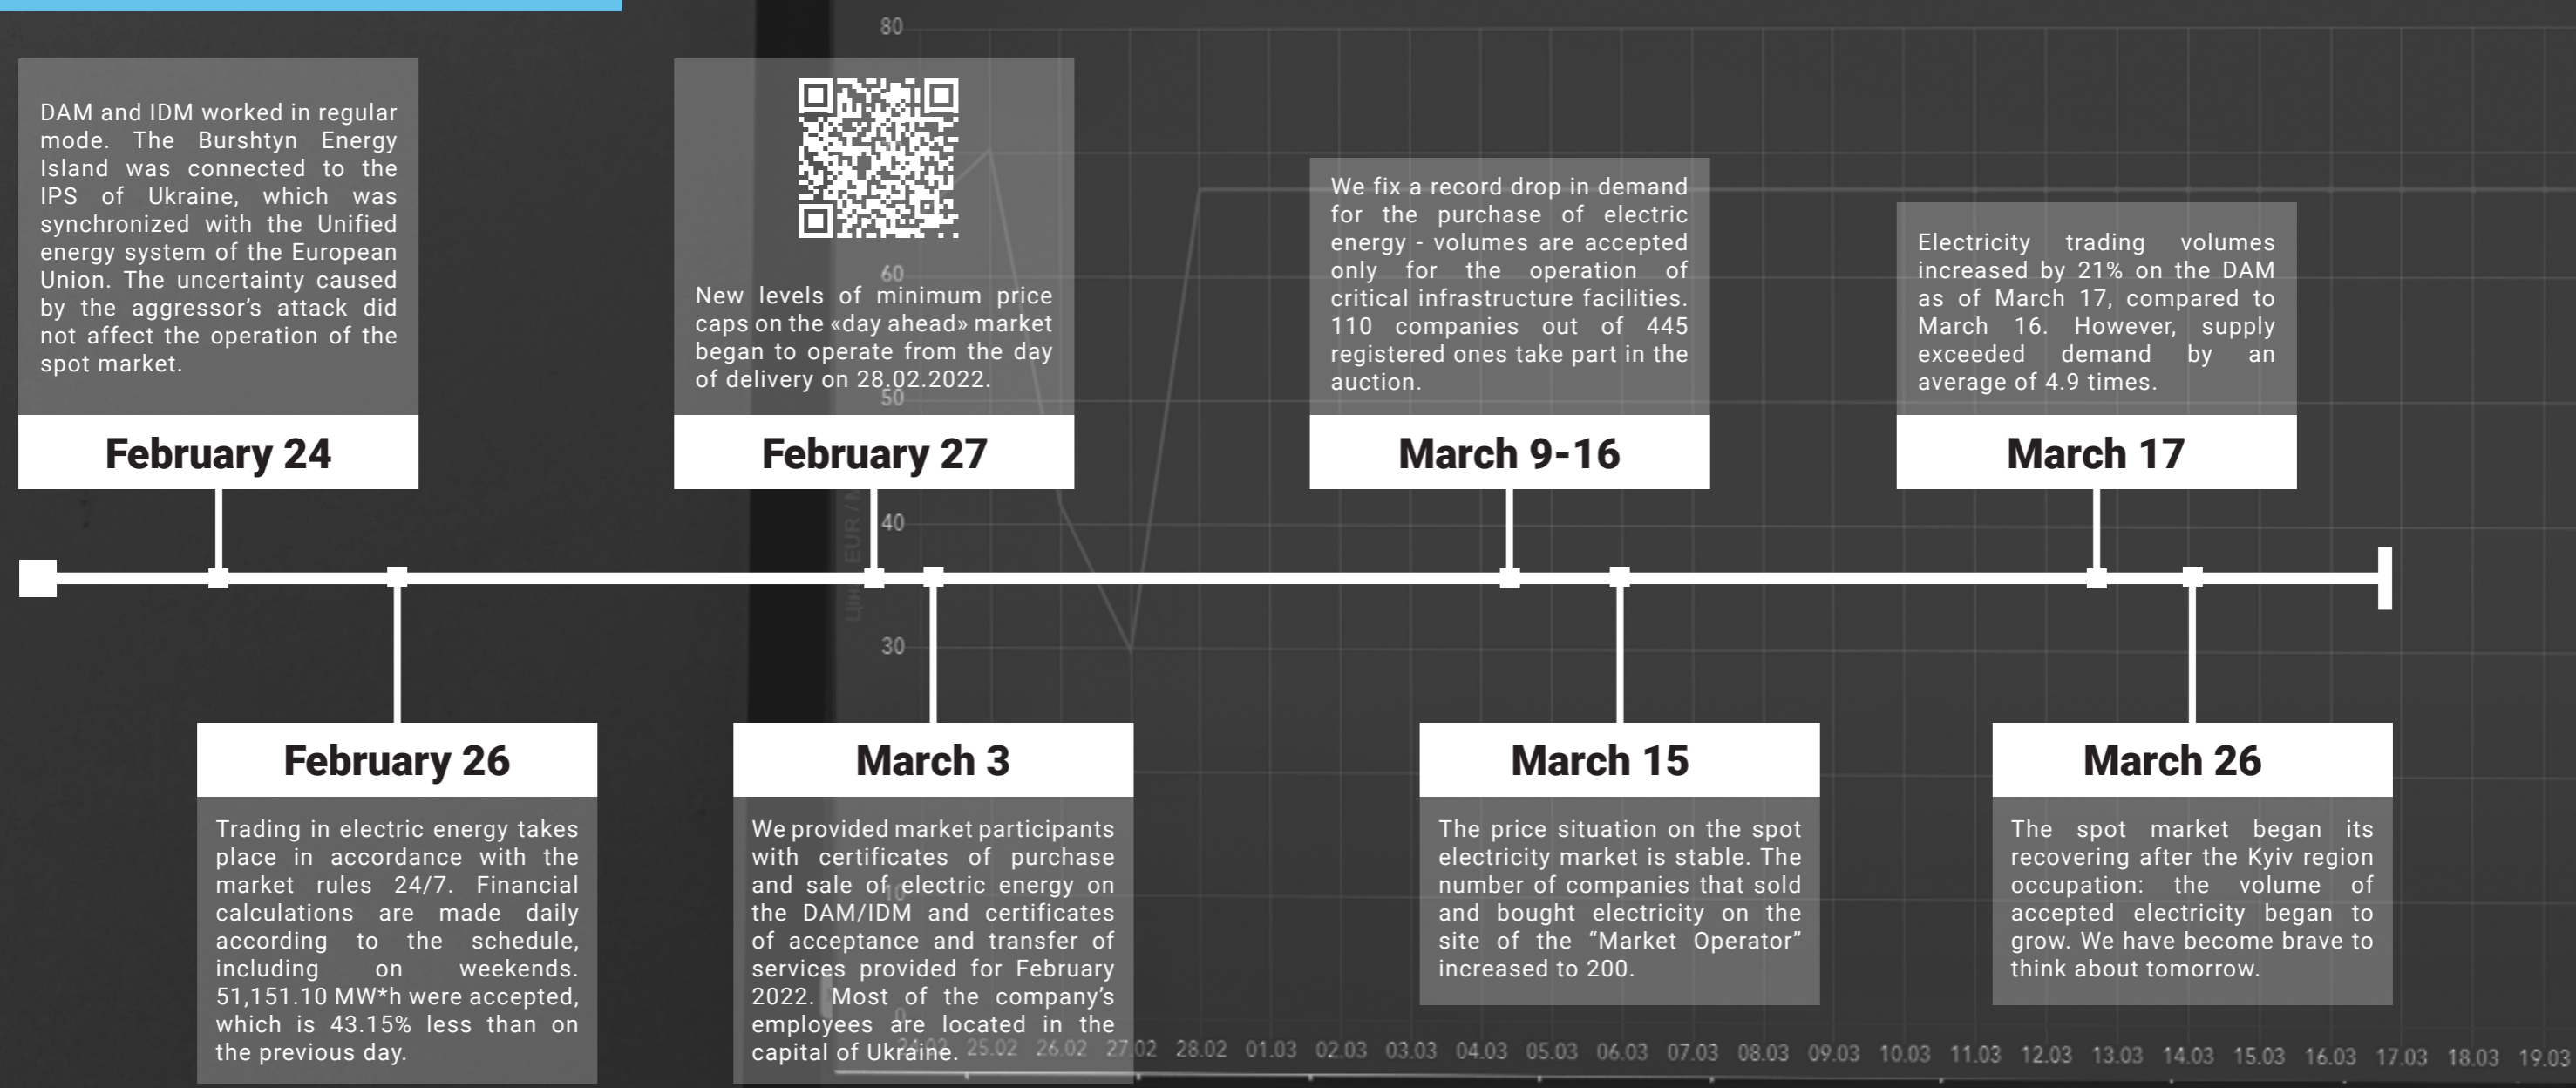 DAM and IDM worked in regular
mode. The Burshtyn Energy
Island was connected to the
IPS of Ukraine, which was
synchronized with the Unified
energy system of the European
Union. The uncertainty caused
by the aggressor’s attack did
not affect the operation of the
spot market.
February 24
New levels of minimum price
caps on the «day ahead» market
began to operate from the day
of delivery on 28.02.2022.
February 27
We fix a record drop in demand
for the purchase of electric
energy - volumes are accepted
only for the operation of
critical infrastructure facilities.
110 companies out of 445
registered ones take part in the
auction.
March 9-16
Electricity trading volumes
increased by 21% on the DAM
as of March 17, compared to
March 16. However, supply
exceeded demand by an
average of 4.9 times.
March 17
February 26
Trading in electric energy takes
place in accordance with the
market rules 24/7. Financial
calculations are made daily
according to the schedule,
including on weekends.
51,151.10 MW*h were accepted,
which is 43.15% less than on
the previous day.
March 3
We provided market participants
with certificates of purchase
and sale of electric energy on
the DAM/IDM and certificates
of acceptance and transfer of
services provided for February
2022. Most of the company’s
employees are located in the
capital of Ukraine.
March 15
The price situation on the spot
electricity market is stable. The
number of companies that sold
and bought electricity on the
site of the “Market Operator”
increased to 200.
March 26
The spot market began its
recovering after the Kyiv region
occupation: the volume of
accepted electricity began to
grow. We have become brave to
think about tomorrow.
80
60
50
40
30
10
0
EUR /
24.02 25.02 26.02 27.02 28.02 01.03 02.03 03.03 04.03 05.03 06.03 07.03 08.03 09.03 10.03 11.03 12.03 13.03 14.03 15.03 16.03 17.03 18.03 19.03